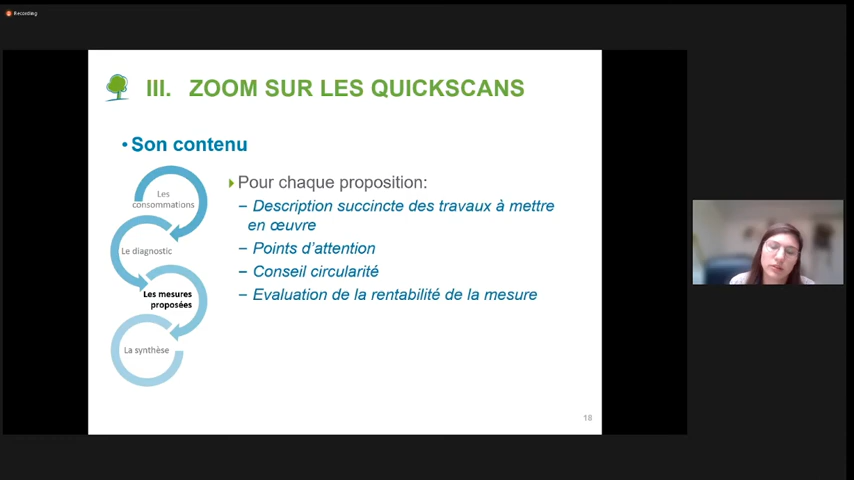 Recording
III. ZOOM SUR LES QUICKSCANS
• Son contenu
Les
consommations
Le diagnostic
Les mesures
proposées
La synthèse
Pour chaque proposition:
– Description succincte des travaux à mettre
en œuvre
– Points d’attention
– Conseil circularité
– Evaluation de la rentabilité de la mesure
18